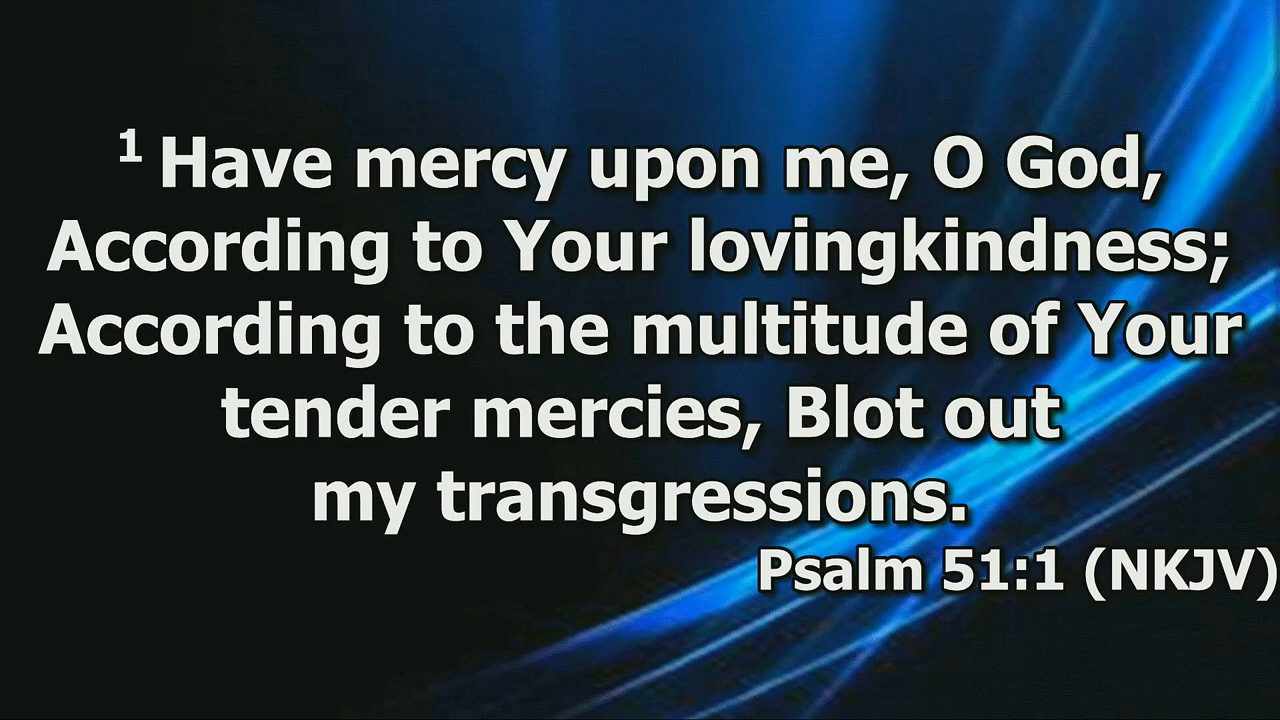 1 Have mercy upon me, O God,
According to Your lovingkindness;
According to the multitude of Your
tender mercies, Blot out
my transgressions.
Psalm 51:1 (NKJV)